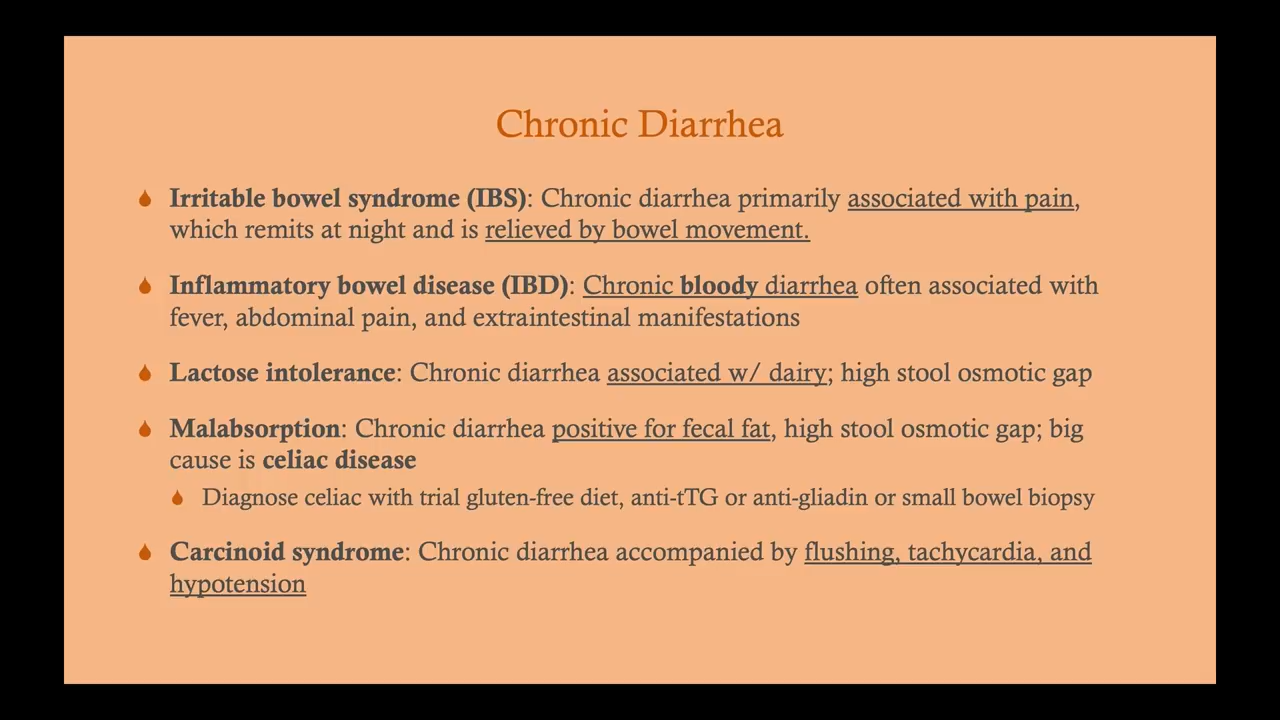 Chronic Diarrhea
Irritable bowel syndrome (IBS): Chronic diarrhea primarily associated with pain,
which remits at night and is relieved by bowel movement.
Inflammatory bowel disease (IBD): Chronic bloody diarrhea often associated with
fever, abdominal pain, and extraintestinal manifestations
Lactose intolerance: Chronic diarrhea associated w/ dairy; high stool osmotic gap
Malabsorption: Chronic diarrhea positive for fecal fat, high stool osmotic gap; big
cause is celiac disease
Diagnose celiac with trial gluten-free diet, anti-tTG or anti-gliadin or small bowel biopsy
Carcinoid syndrome: Chronic diarrhea accompanied by flushing, tachycardia, and
hypotension